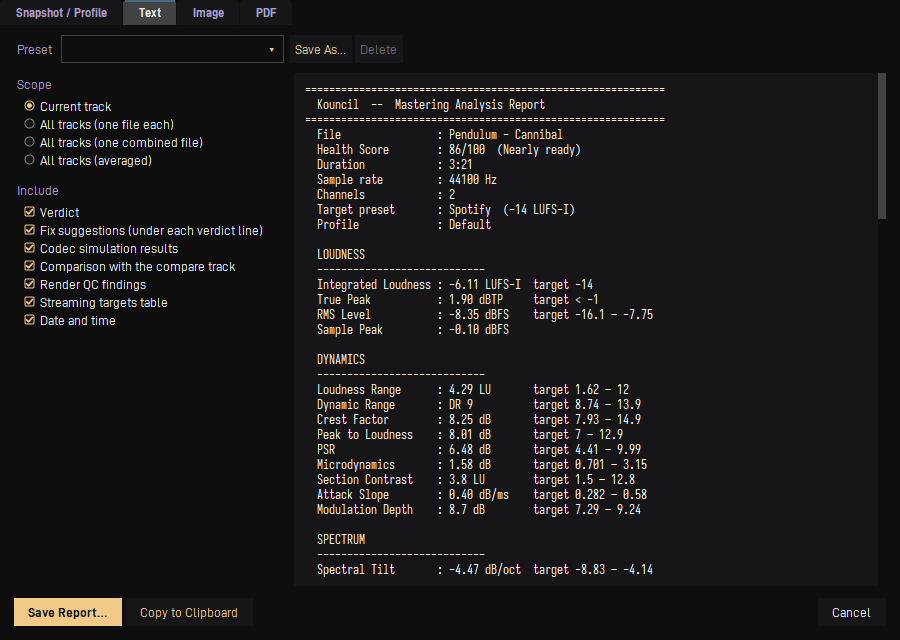 Snapshot / Profile Text Image PDF
Preset Save As... Delete
Scope
Current track
All tracks (one file each)
All tracks (one combined file)
All tracks (averaged)
Include
Verdict
Fix suggestions (under each verdict line)
Codec simulation results
Comparison with the compare track
Render QC findings
Streaming targets table
Date and time
============================================================
Kouncil -- Mastering Analysis Report
============================================================
File : Pendulum - Cannibal
Health Score : 86/100 (Nearly ready)
Duration : 3:21
Sample rate : 44100 Hz
Channels : 2
Target preset : Spotify (-14 LUFS-I)
Profile : Default
LOUDNESS
----------------------------
Integrated Loudness : -6.11 LUFS-I target -14
True Peak : 1.90 dBTP target < -1
RMS Level : -8.35 dBFS target -16.1 - -7.75
Sample Peak : -0.10 dBFS
DYNAMICS
----------------------------
Loudness Range : 4.29 LU target 1.62 - 12
Dynamic Range : DR 9 target 8.74 - 13.9
Crest Factor : 8.25 dB target 7.93 - 14.9
Peak to Loudness : 8.01 dB target 7 - 12.9
PSR : 6.48 dB target 4.41 - 9.99
Microdynamics : 1.58 dB target 0.701 - 3.15
Section Contrast : 3.8 LU target 1.5 - 12.8
Attack Slope : 0.40 dB/ms target 0.282 - 0.58
Modulation Depth : 8.7 dB target 7.29 - 9.24
SPECTRUM
----------------------------
Spectral Tilt : -4.47 dB/oct target -8.83 - -4.14
Save Report... Copy to Clipboard Cancel